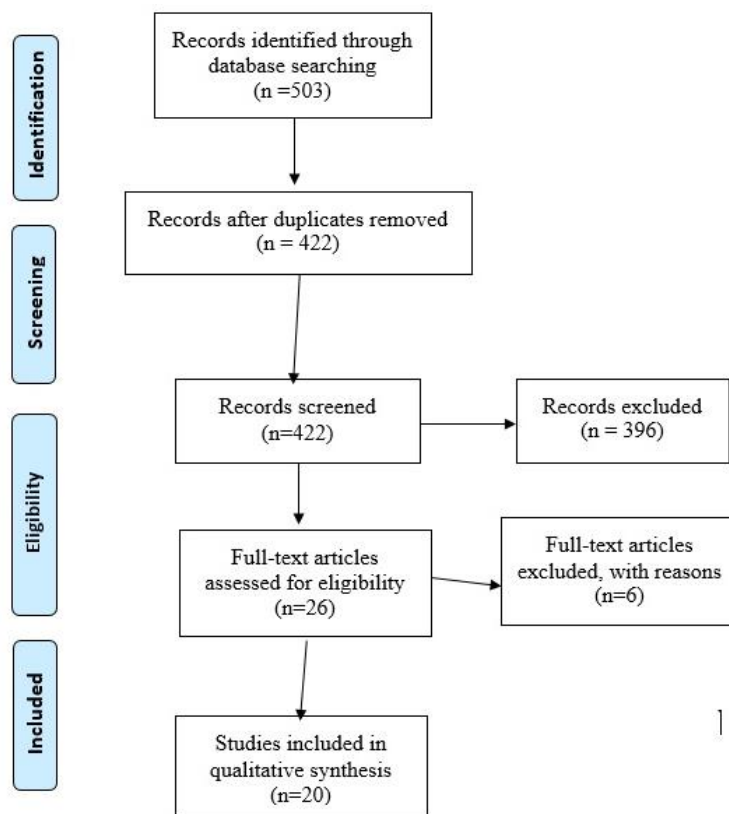 Identification
Records identified through
database searching
(n =503)
Records after duplicates removed
(n = 422)
Screening
Records screened
(n=422)
Records excluded
(n = 396)
Eligibility
Full-text articles
assessed for eligibility
(n=26)
Full-text articles
excluded, with reasons
(n=6)
Included
Studies included in
qualitative synthesis
(n=20)